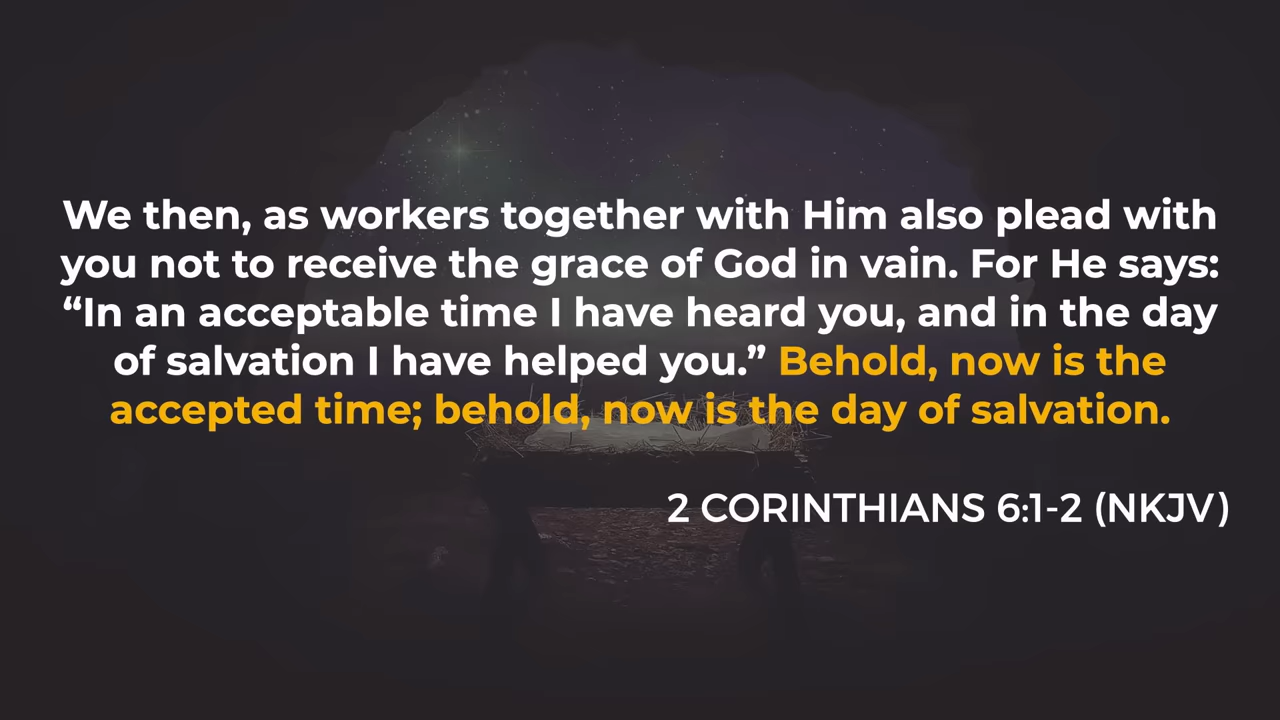 We then, as workers together with Him also plead with
you not to receive the grace of God in vain. For He says:
“In an acceptable time I have heard you, and in the day
of salvation I have helped you.” Behold, now is the
accepted time; behold, now is the day of salvation.
2 CORINTHIANS 6:1-2 (NKJV)